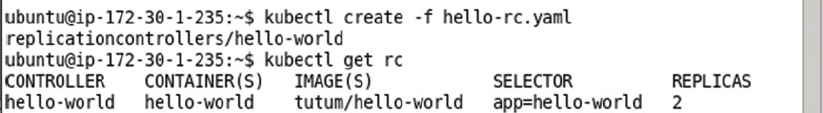 ubuntu@ip-172-30-1-235:~$ kubectl create -f hello-rc.yaml
replicationcontrollers/hello-world
ubuntu@ip-172-30-1-235:~$ kubectl get rc
CONTROLLER   CONTAINER(S)   IMAGE(S)            SELECTOR          REPLICAS
hello-world   hello-world   tutum/hello-world   app=hello-world   2